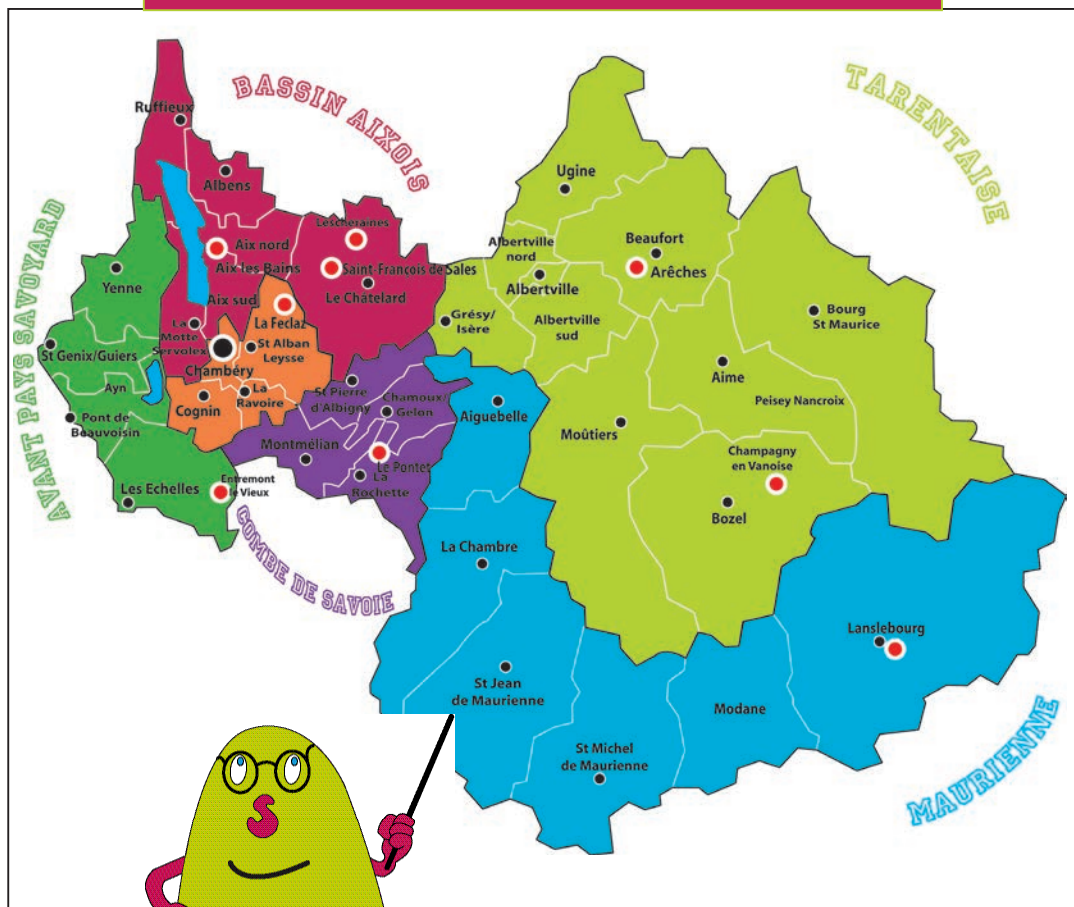 BASSIN AIXOIS
TARENTAISE
AVANT PAYS SAVOYARD
COMBE DE SAVOIE
MAURIENNE
Ruffieux
Albens
Lescheraines
Aix nord
Aix les Bains
Saint-François de Sales
Le Châtelard
Aix sud
La Motte
Servolex
Yenne
St Genix/Guiers
Ayn
Pont de
Beauvoisin
Les Echelles
Entremont
le Vieux
La Feclaz
St Alban
Leysse
Chambéry
Cognin
La
Ravoire
St Pierre
d'Albigny
Chamoux/
Gelon
Montmélian
Le Pontet
La
Rochette
Ugine
Albertville
nord
Albertville
Albertville
sud
Beaufort
Arêches
Grésy/
Isère
Bourg
St Maurice
Aime
Peisey Nancroix
Moûtiers
Champagny
en Vanoise
Bozel
Aiguebelle
La Chambre
St Jean
de Maurienne
St Michel
de Maurienne
Modane
Lanslebourg